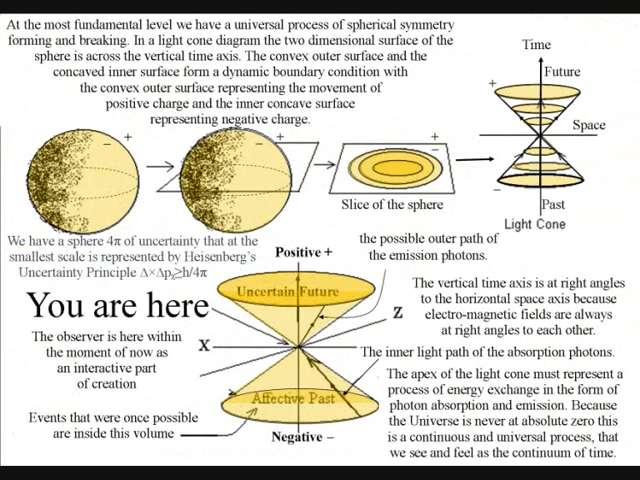 At the most fundamental level we have a universal process of spherical symmetry
forming and breaking. In a light cone diagram the two dimensional surface of the
sphere is across the vertical time axis. The convex outer surface and the
concaved inner surface form a dynamic boundary condition with
the convex outer surface representing the movement of
positive charge and the inner concave surface
representing negative charge.
Time
Future
+
Space
−
Past
Light Cone
− +
− +
+
−
Slice of the sphere
We have a sphere 4π of uncertainty that at the
smallest scale is represented by Heisenberg's
Uncertainty Principle Δ×Δpᵢ≥h/4π
You are here
The observer is here within
the moment of now as
an interactive part
of creation
Events that were once possible
are inside this volume
Positive +
Uncertain Future
X
Z
Affective Past
Negative −
the possible outer path of
the emission photons.
The vertical time axis is at right angles
to the horizontal space axis because
electro-magnetic fields are always
at right angles to each other.
The inner light path of the absorption photons.
The apex of the light cone must represent a
process of energy exchange in the form of
photon absorption and emission. Because
the Universe is never at absolute zero this
is a continuous and universal process, that
we see and feel as the continuum of time.